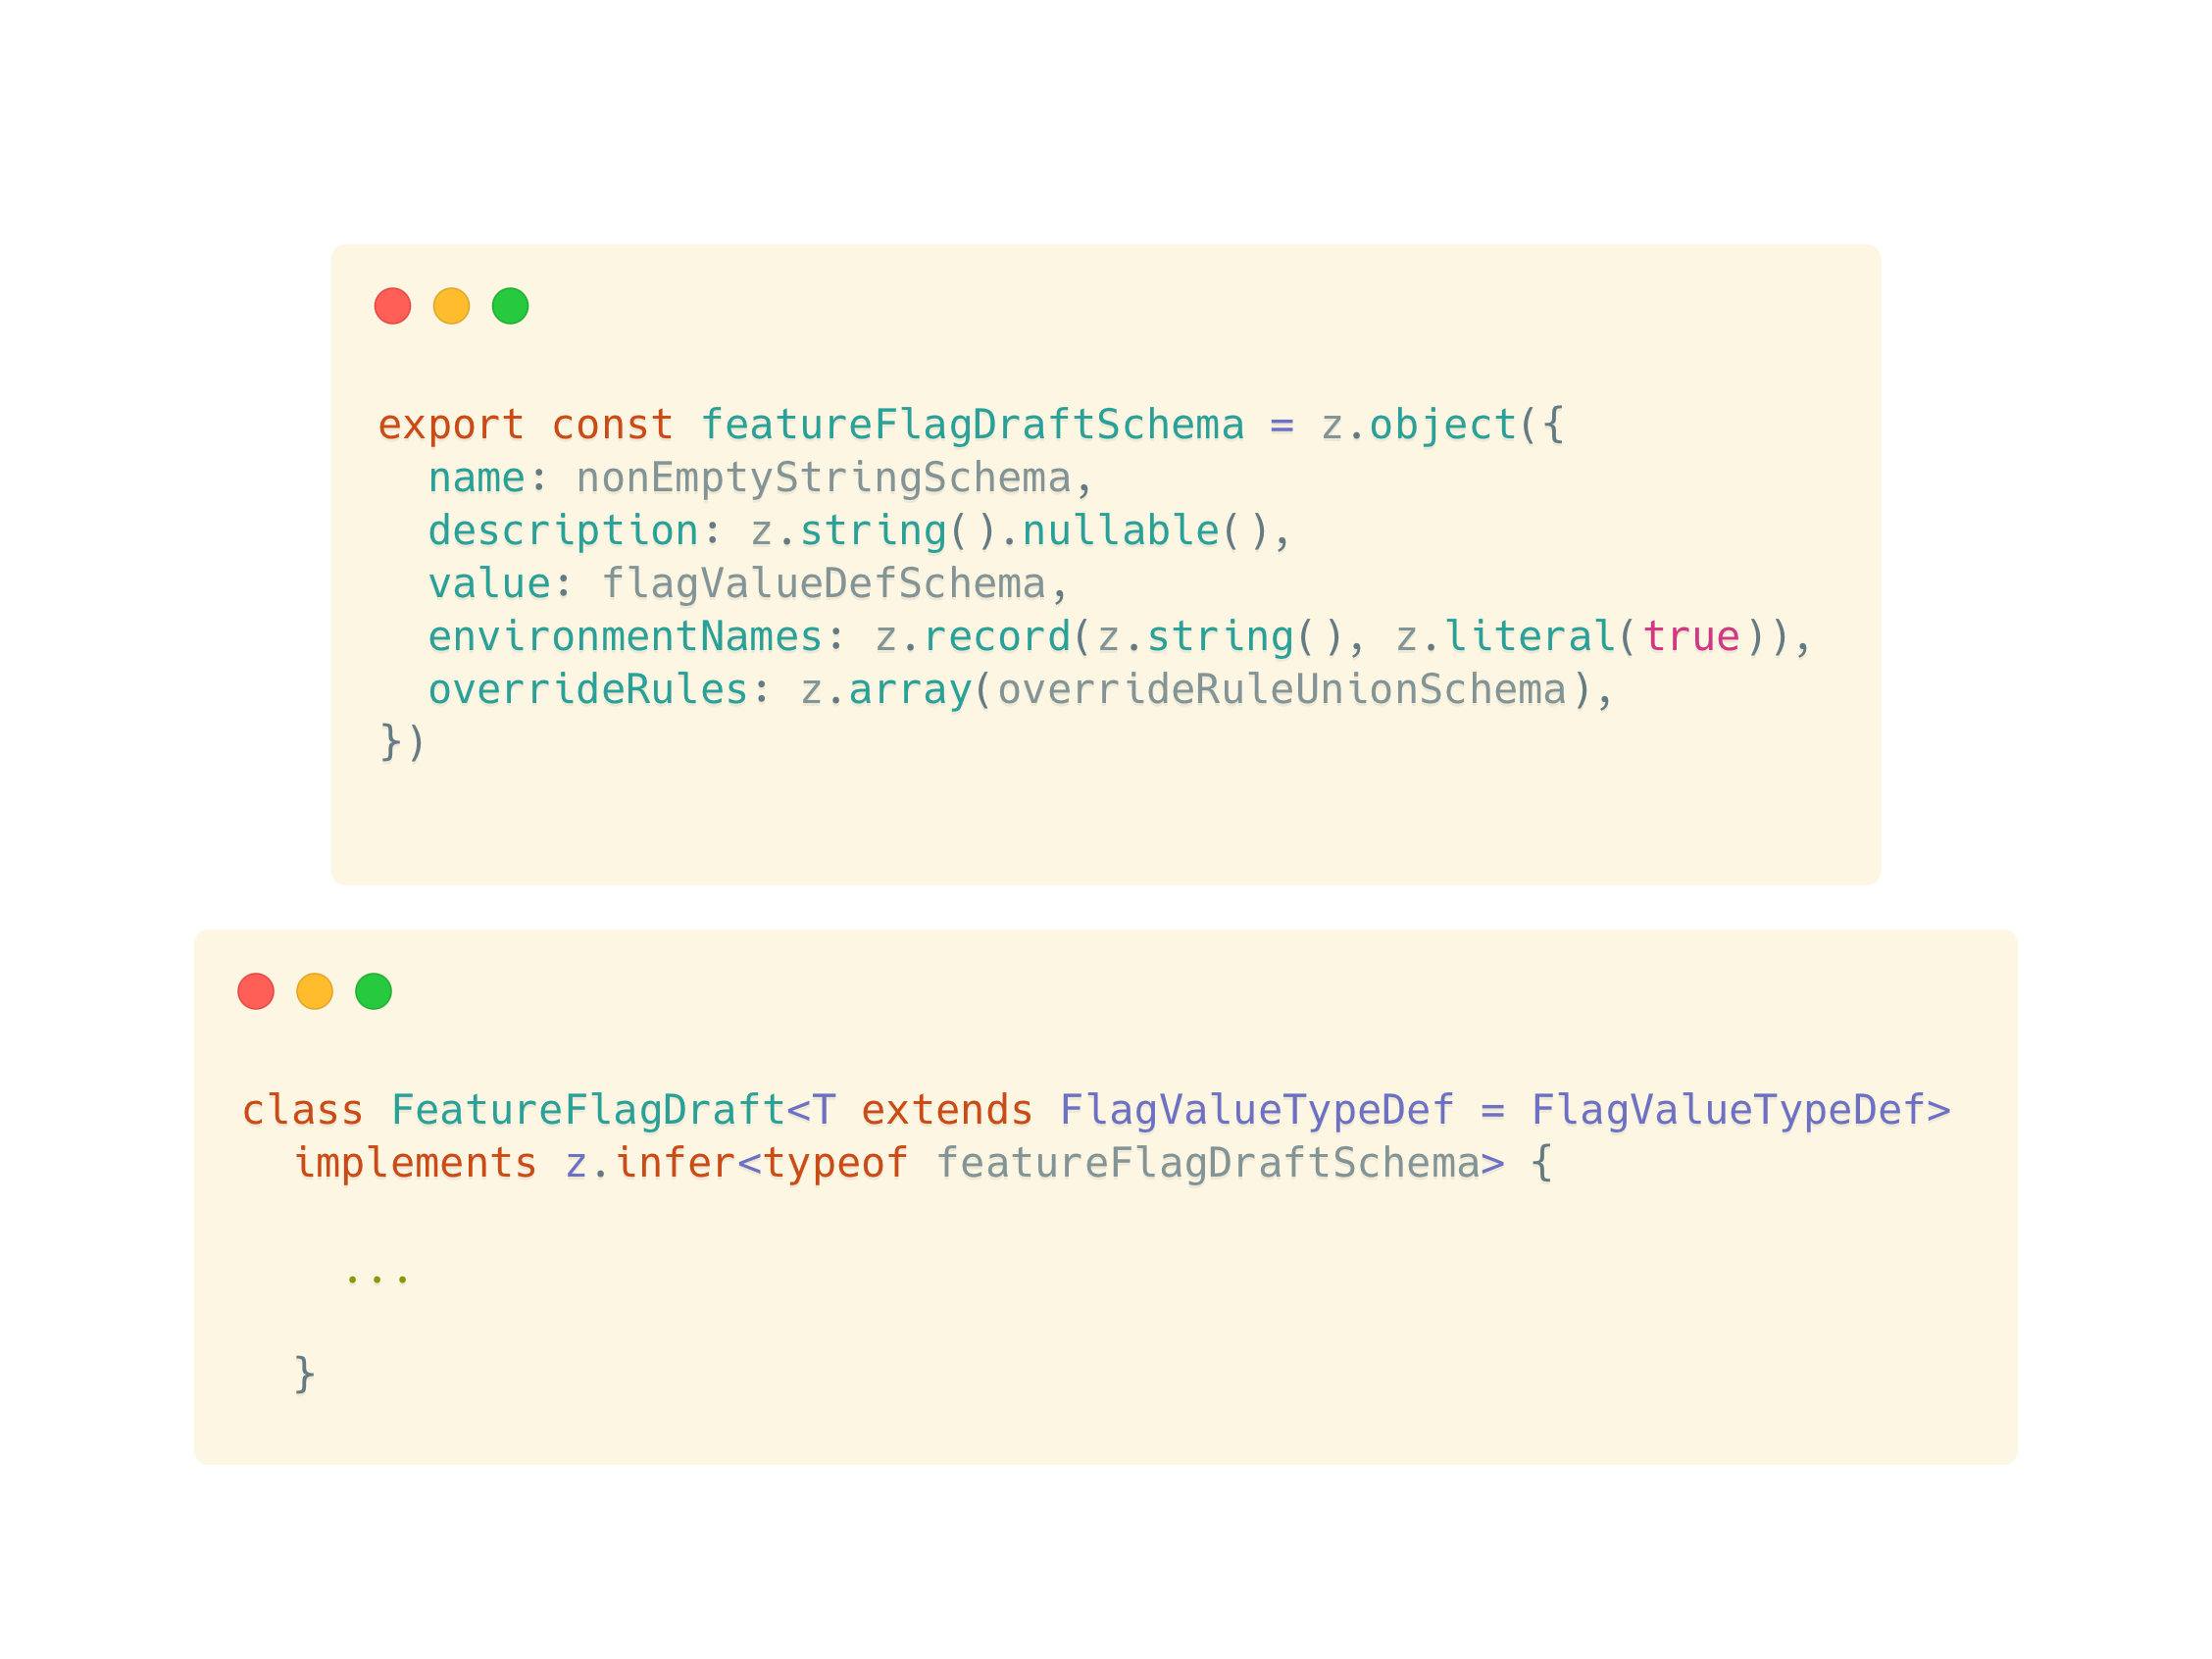 export const featureFlagDraftSchema = z.object({
  name: nonEmptyStringSchema,
  description: z.string().nullable(),
  value: flagValueDefSchema,
  environmentNames: z.record(z.string(), z.literal(true)),
  overrideRules: z.array(overrideRuleUnionSchema),
})
class FeatureFlagDraft<T extends FlagValueTypeDef = FlagValueTypeDef>
  implements z.infer<typeof featureFlagDraftSchema> {
    ...
  }